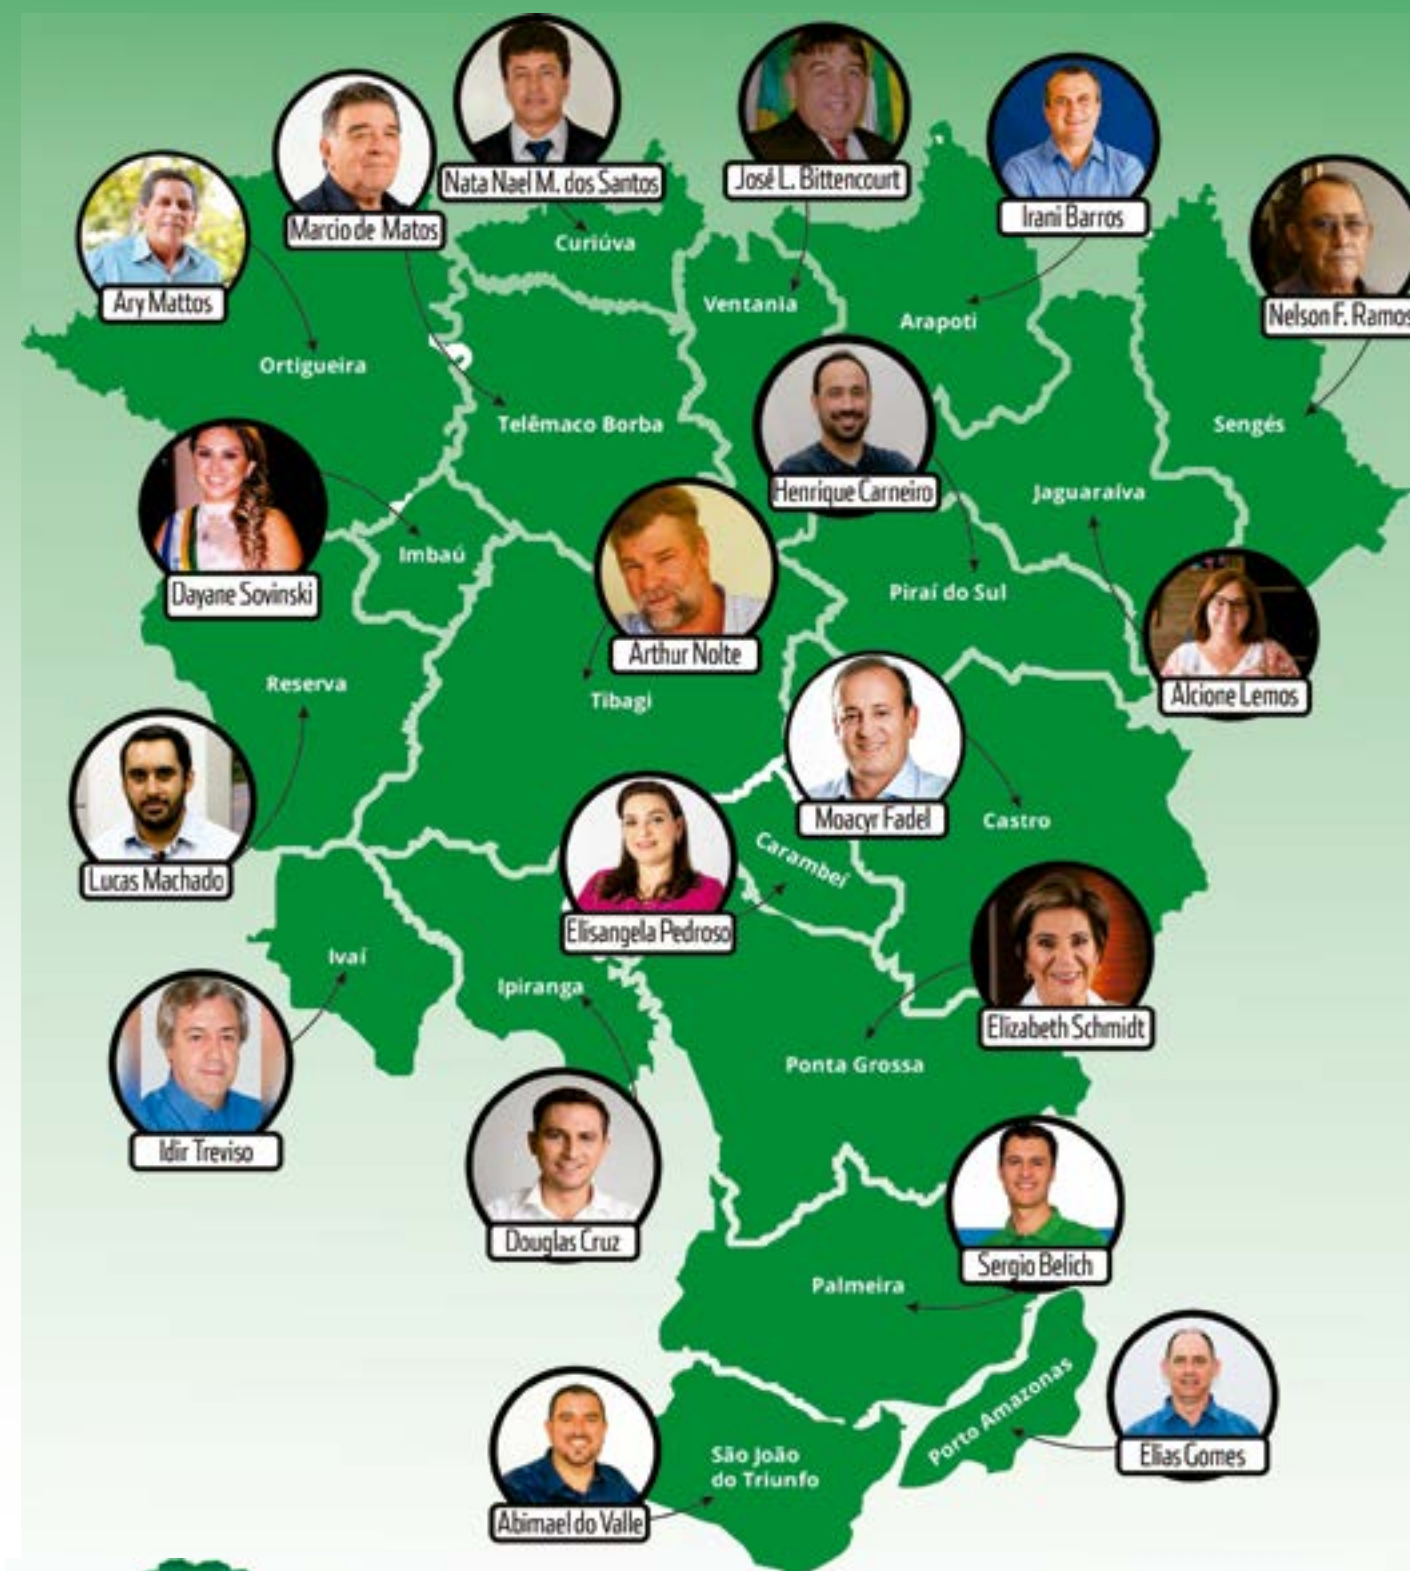 Nata Nael M. dos Santos
José L. Bittencourt
Irani Barros
Marcio de Matos
Curiúva
Ary Mattos
Ventania
Nelson F. Ramos
Arapoti
Ortigueira
Telêmaco Borba
Sengés
Henrique Carneiro
Jaguaraíva
Imbaú
Dayane Sovinski
Piraí do Sul
Arthur Nolte
Reserva
Tibagi
Alcione Lemos
Moacyr Fadel
Castro
Carambeí
Lucas Machado
Elisangela Pedroso
Ivaí
Ipiranga
Elizabeth Schmidt
Ponta Grossa
Idir Treviso
Douglas Cruz
Sergio Belich
Palmeira
Porto Amazonas
Elias Gomes
São João
do Triunfo
Abimael do Valle